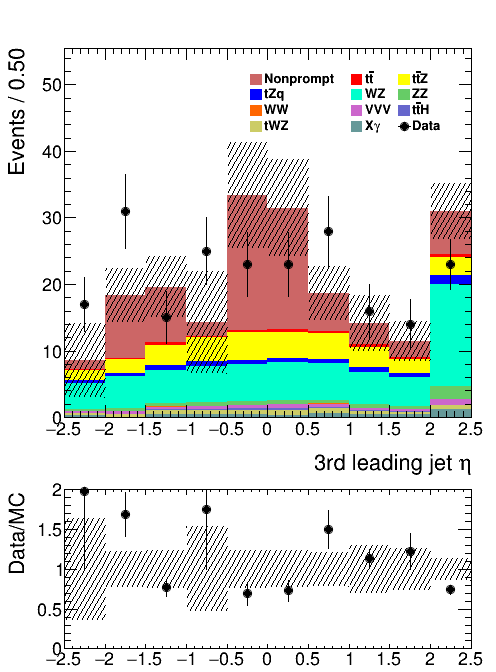 Events / 0.50
50
40
30
20
10
0
Nonprompt tt̄ tt̄Z
tZq WZ ZZ
WW VVV tt̄H
tWZ Xγ Data
−2.5 −2 −1.5 −1 −0.5 0 0.5 1 1.5 2 2.5
3rd leading jet η
Data/MC
2
1.5
1
0.5
0
−2.5 −2 −1.5 −1 −0.5 0 0.5 1 1.5 2 2.5